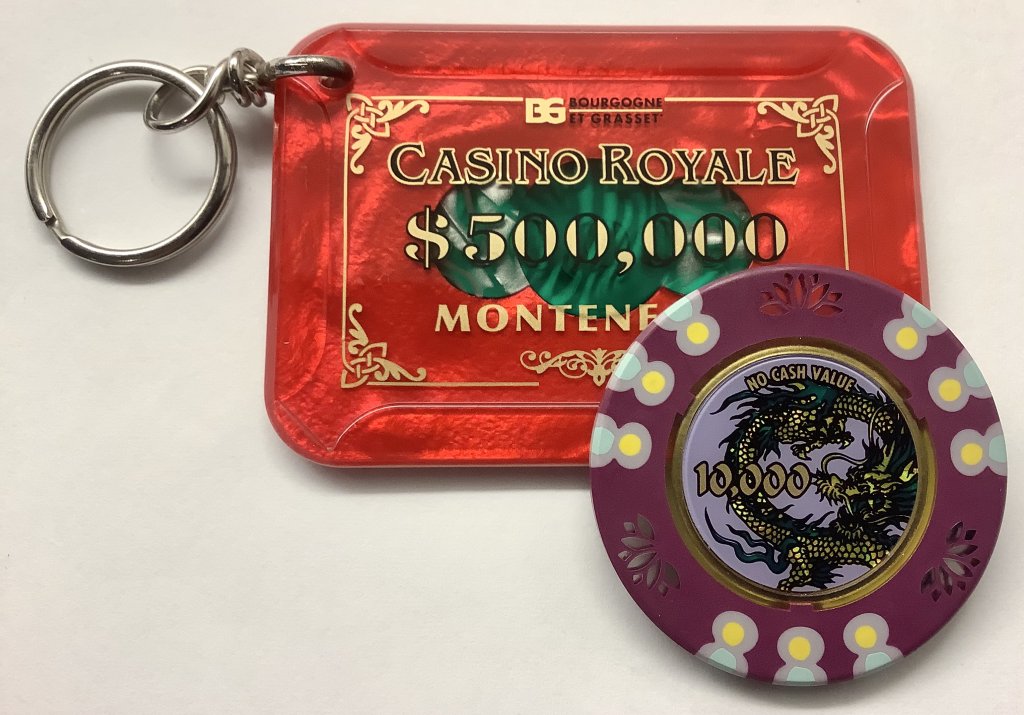 BG BOURGOGNE
ET GRASSET
CASINO ROYALE
$500,000
MONTENE
NO CASH VALUE
10,000